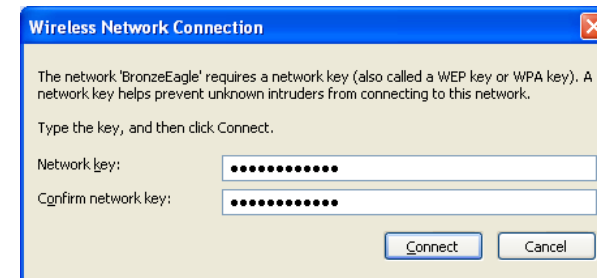 Wireless Network Connection
The network 'BronzeEagle' requires a network key (also called a WEP key or WPA key). A
network key helps prevent unknown intruders from connecting to this network.
Type the key, and then click Connect.
Network key: ●●●●●●●●●●●●
Confirm network key: ●●●●●●●●●●●●
Connect Cancel